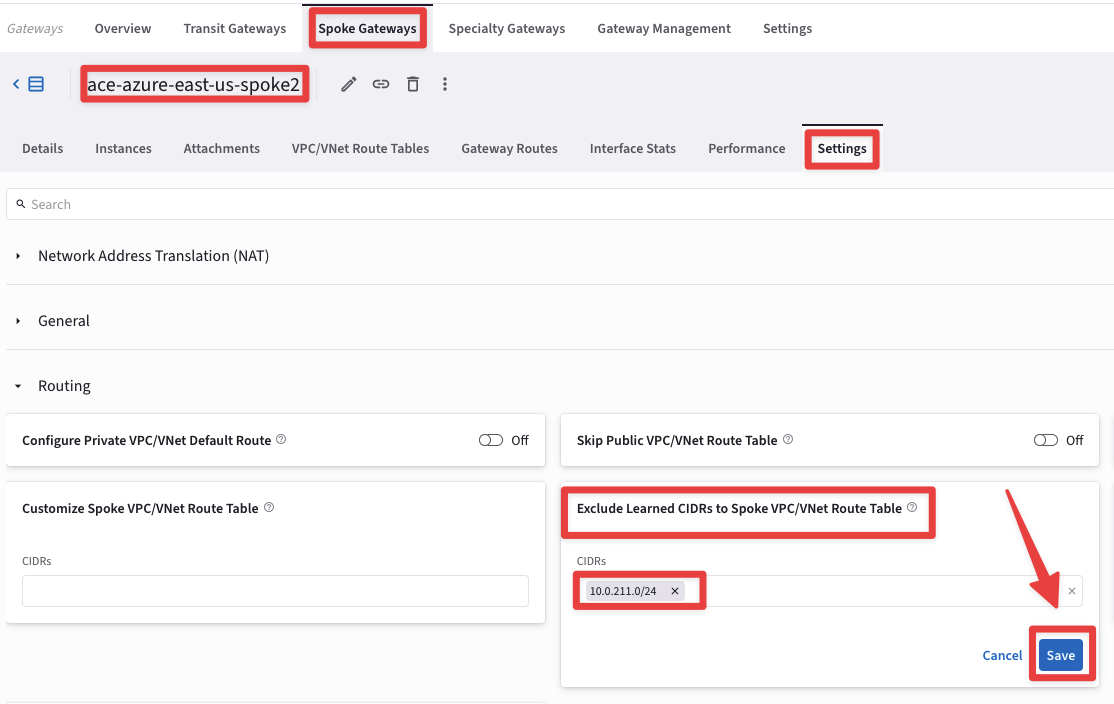 Gateways Overview Transit Gateways Spoke Gateways Specialty Gateways Gateway Management Settings
ace-azure-east-us-spoke2
Details Instances Attachments VPC/VNet Route Tables Gateway Routes Interface Stats Performance Settings
Search
Network Address Translation (NAT)
General
Routing
Configure Private VPC/VNet Default Route Off
Skip Public VPC/VNet Route Table Off
Customize Spoke VPC/VNet Route Table
CIDRs
Exclude Learned CIDRs to Spoke VPC/VNet Route Table
CIDRs
10.0.211.0/24
Cancel Save